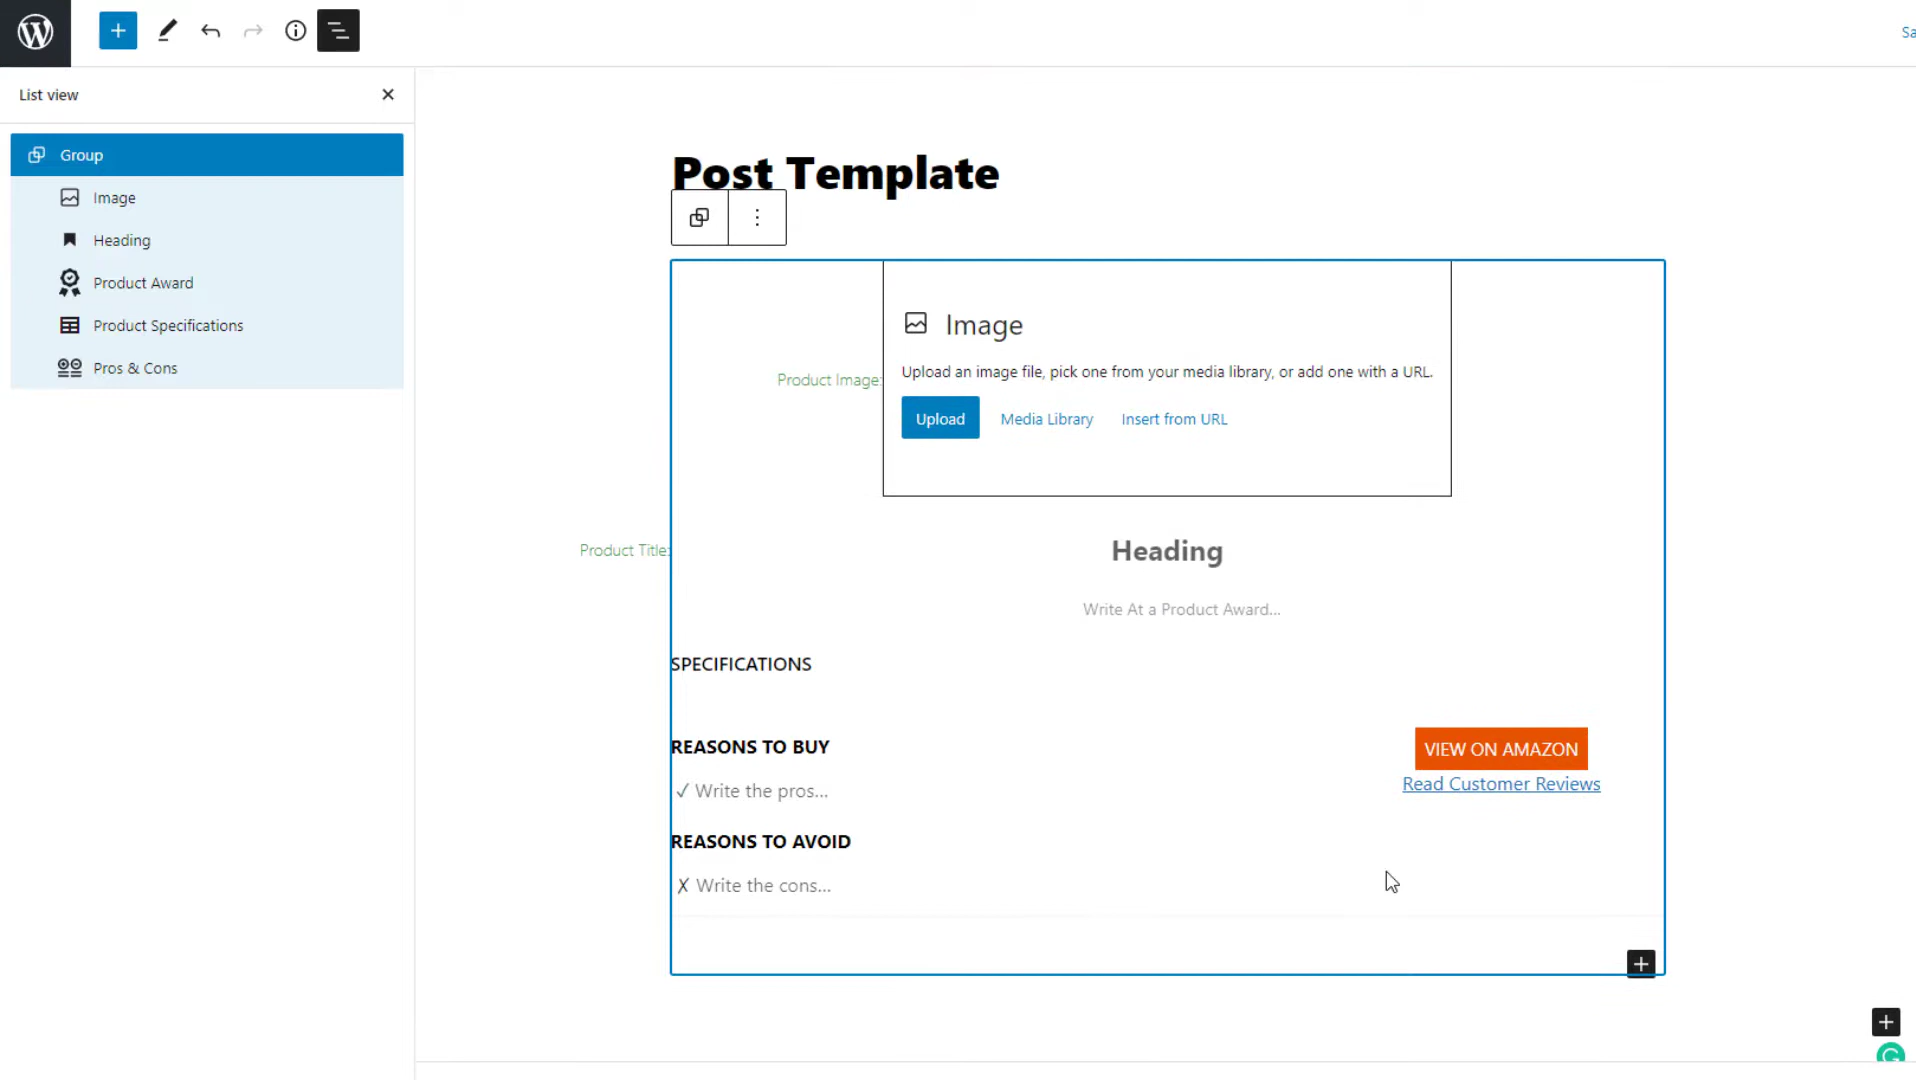 Sa
List view
Group
Image
Heading
Product Award
Product Specifications
Pros & Cons
Post Template
Product Image:
Image
Upload an image file, pick one from your media library, or add one with a URL.
Upload Media Library Insert from URL
Product Title:
Heading
Write At a Product Award...
SPECIFICATIONS
REASONS TO BUY
✓ Write the pros...
VIEW ON AMAZON
Read Customer Reviews
REASONS TO AVOID
✗ Write the cons...